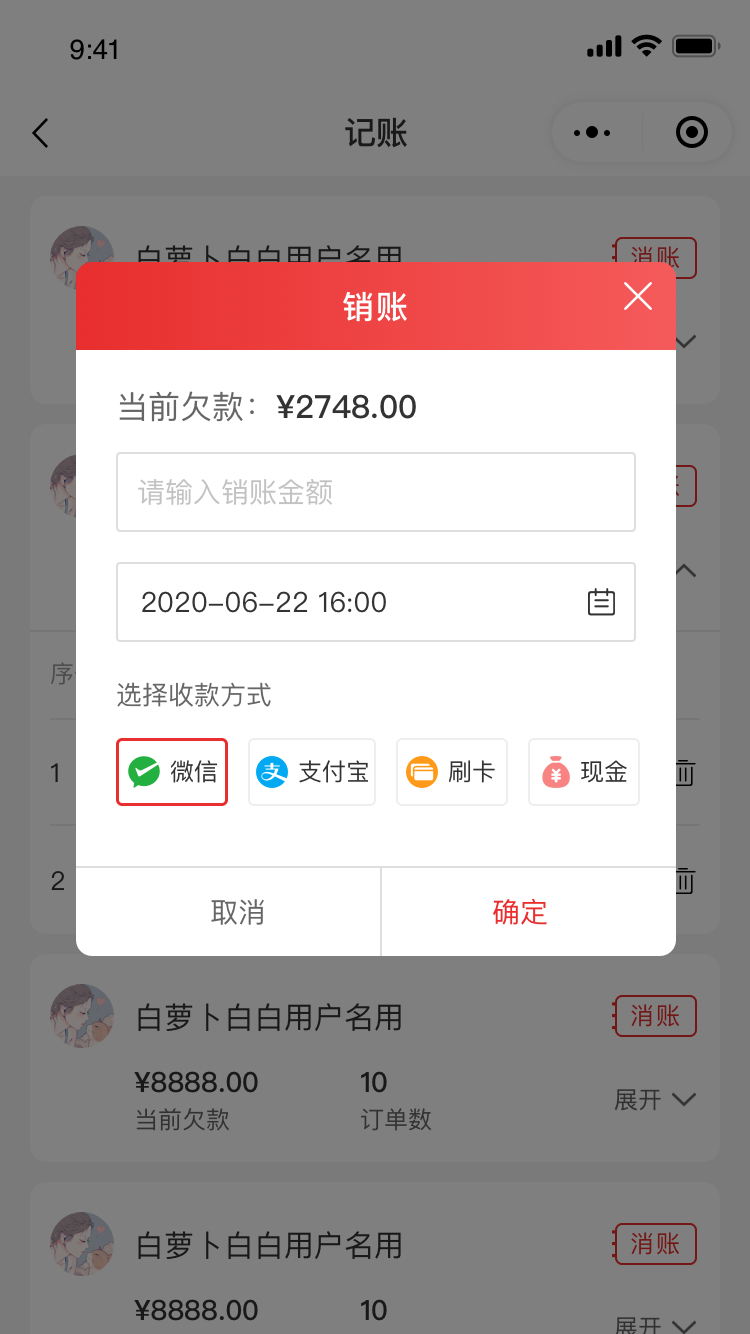 9:41
记账
白萝卜白白用户名用
消账
销账
当前欠款：¥2748.00
请输入销账金额
2020-06-22 16:00
选择收款方式
微信 支付宝 刷卡 现金
序
1
2
取消 确定
白萝卜白白用户名用 消账
¥8888.00 10
当前欠款 订单数 展开
白萝卜白白用户名用 消账
¥8888.00 10
展开